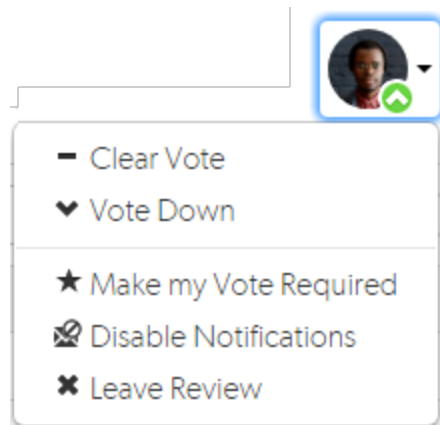 Clear Vote
Vote Down
Make my Vote Required
Disable Notifications
Leave Review